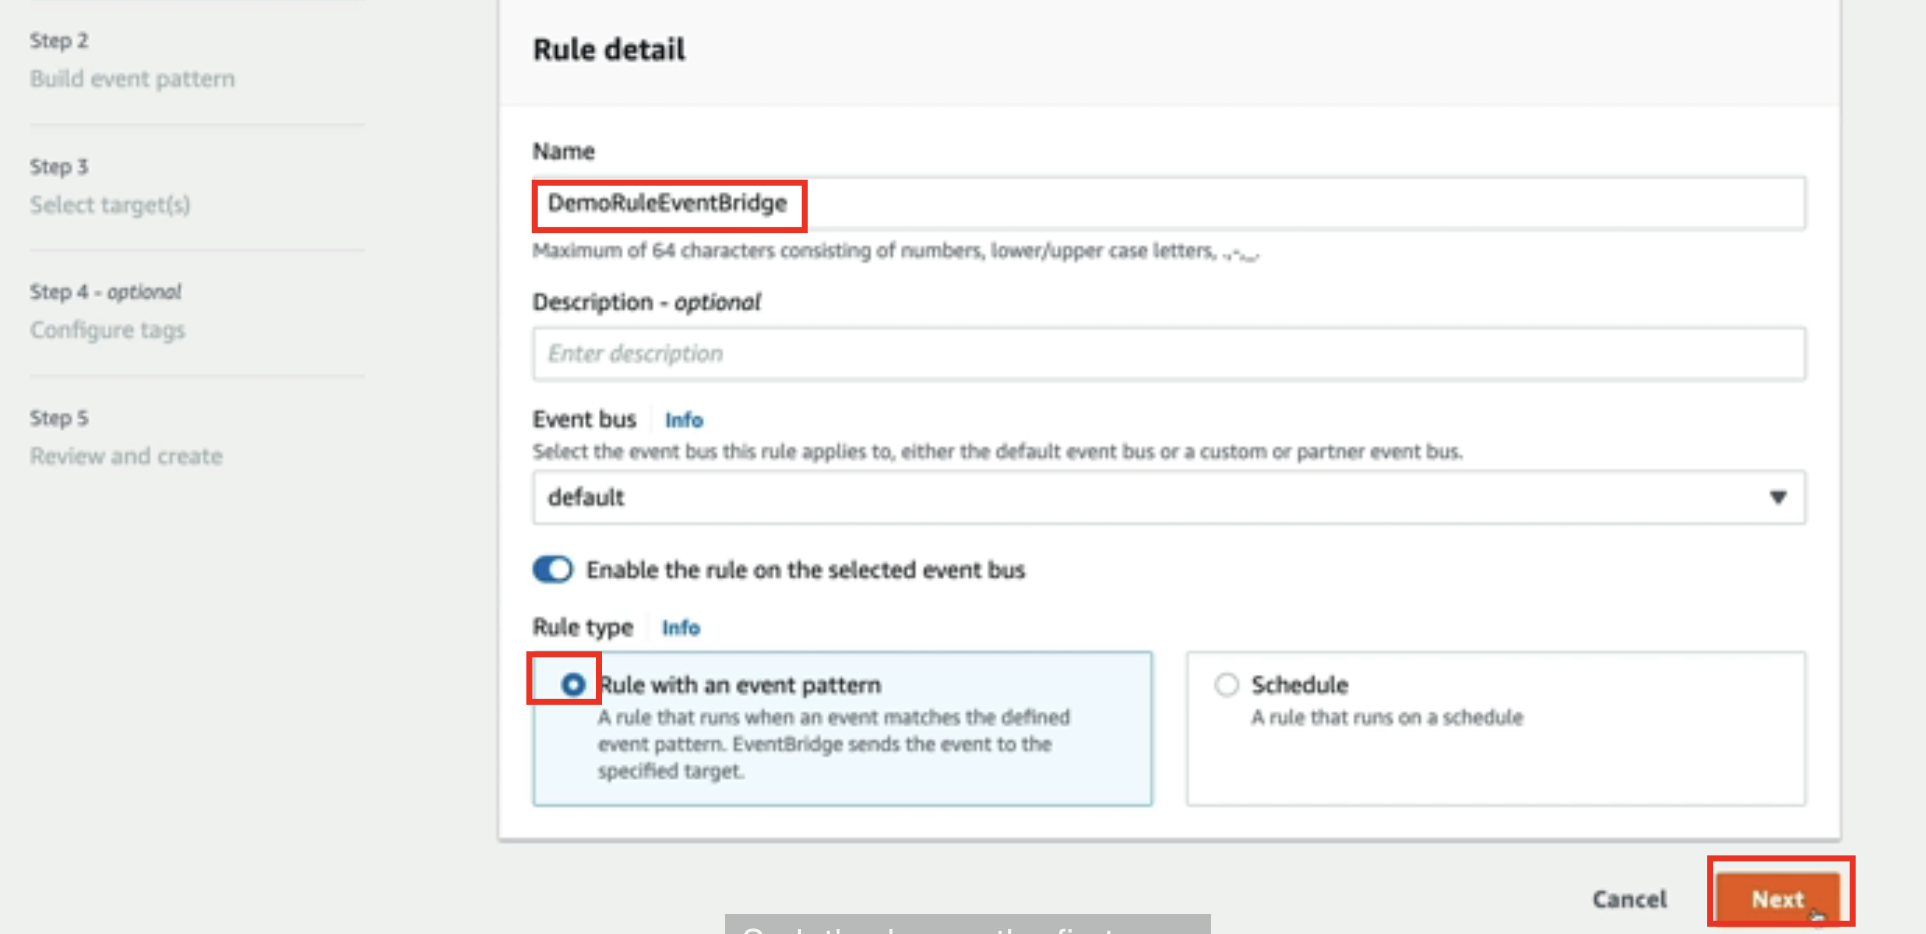 Step 2
Build event pattern
Step 3
Select target(s)
Step 4 - optional
Configure tags
Step 5
Review and create
Rule detail
Name
DemoRuleEventBridge
Maximum of 64 characters consisting of numbers, lower/upper case letters, .,-,_.
Description - optional
Enter description
Event bus Info
Select the event bus this rule applies to, either the default event bus or a custom or partner event bus.
default
Enable the rule on the selected event bus
Rule type Info
Rule with an event pattern
A rule that runs when an event matches the defined
event pattern. EventBridge sends the event to the
specified target.
Schedule
A rule that runs on a schedule
Cancel
Next